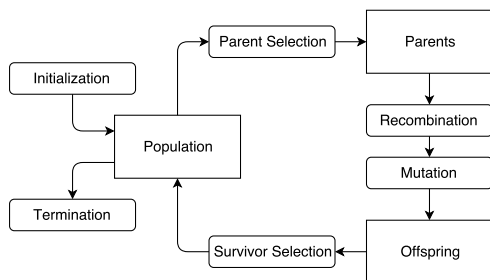 Initialization
Termination
Population
Parent Selection
Parents
Recombination
Mutation
Offspring
Survivor Selection